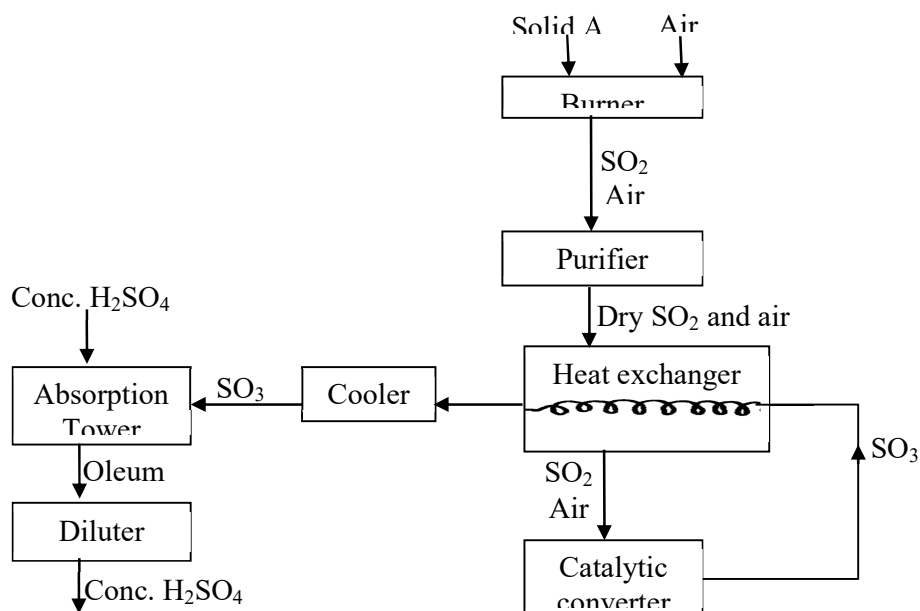 Solid A
Air
Burner
SO₂
Air
Purifier
Conc. H₂SO₄
Dry SO₂ and air
Heat exchanger
Cooler
SO₃
Absorption
Tower
SO₃
Oleum
SO₂
Air
Diluter
Catalytic
converter
Conc. H₂SO₄